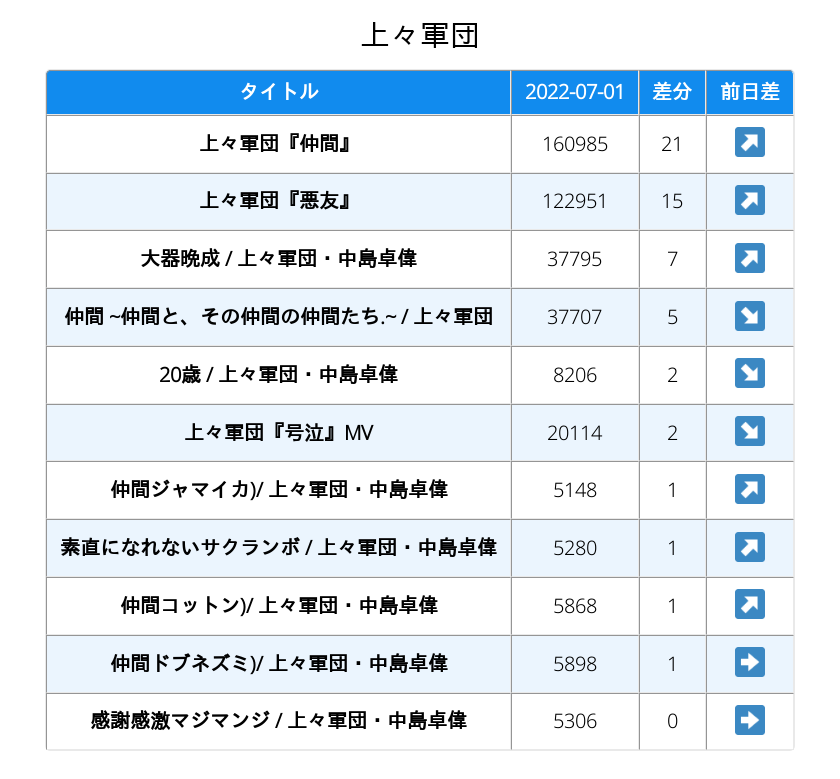 上々軍団
タイトル 2022-07-01 差分 前日差
上々軍団『仲間』 160985 21 ↗
上々軍団『悪友』 122951 15 ↗
大器晩成 / 上々軍団・中島卓偉 37795 7 ↗
仲間 ~仲間と、その仲間の仲間たち.~ / 上々軍団 37707 5 ↘
20歳 / 上々軍団・中島卓偉 8206 2 ↘
上々軍団『号泣』MV 20114 2 ↘
仲間ジャマイカ)/ 上々軍団・中島卓偉 5148 1 ↗
素直になれないサクランボ / 上々軍団・中島卓偉 5280 1 ↗
仲間コットン)/ 上々軍団・中島卓偉 5868 1 ↗
仲間ドブネズミ)/ 上々軍団・中島卓偉 5898 1 ➡
感謝感激マジマンジ / 上々軍団・中島卓偉 5306 0 ➡